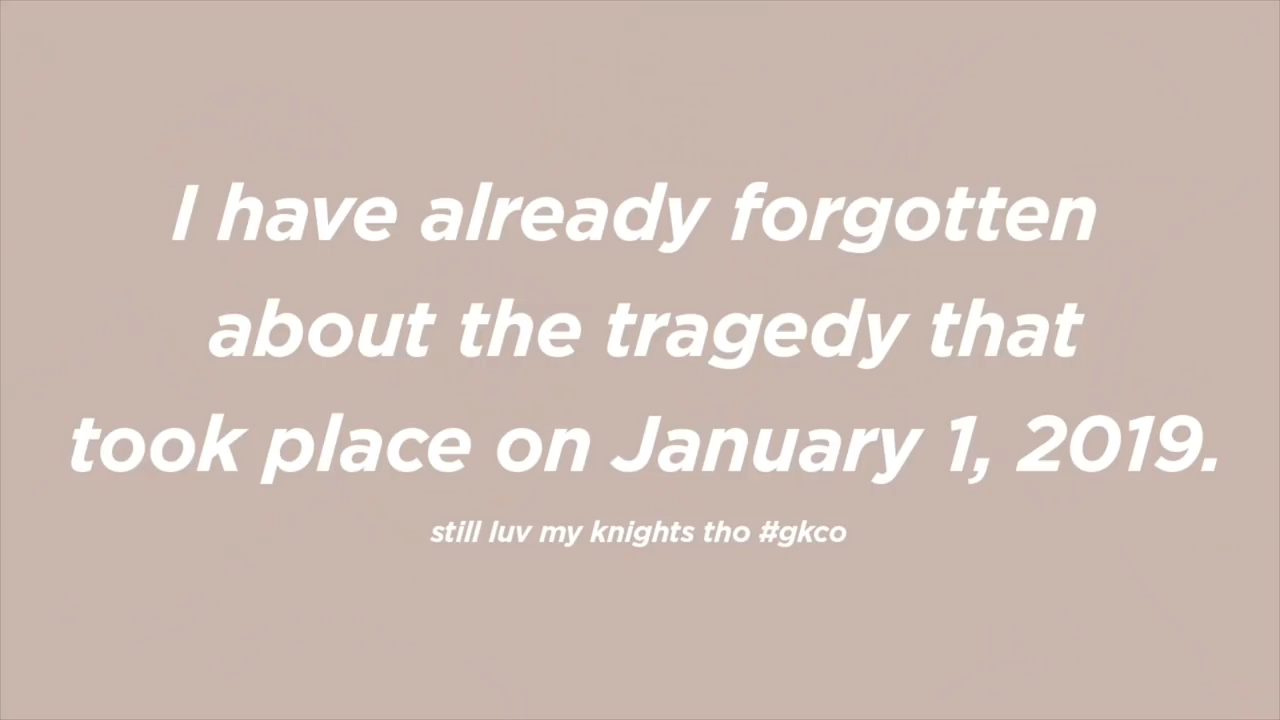 I have already forgotten
about the tragedy that
took place on January 1, 2019.
still luv my knights tho #gkco